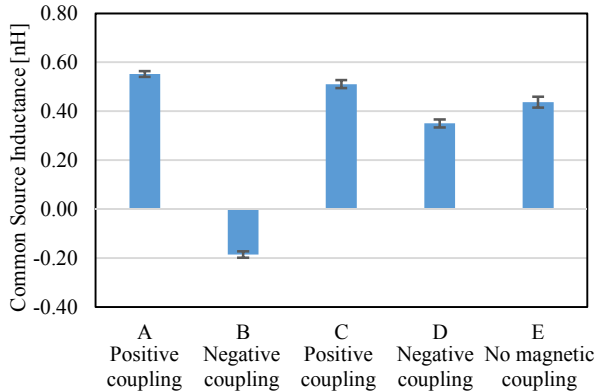 Common Source Inductance [nH]
0.80
0.60
0.40
0.20
0.00
-0.20
-0.40
A B C D E
Positive Negative Positive Negative No magnetic
coupling coupling coupling coupling coupling